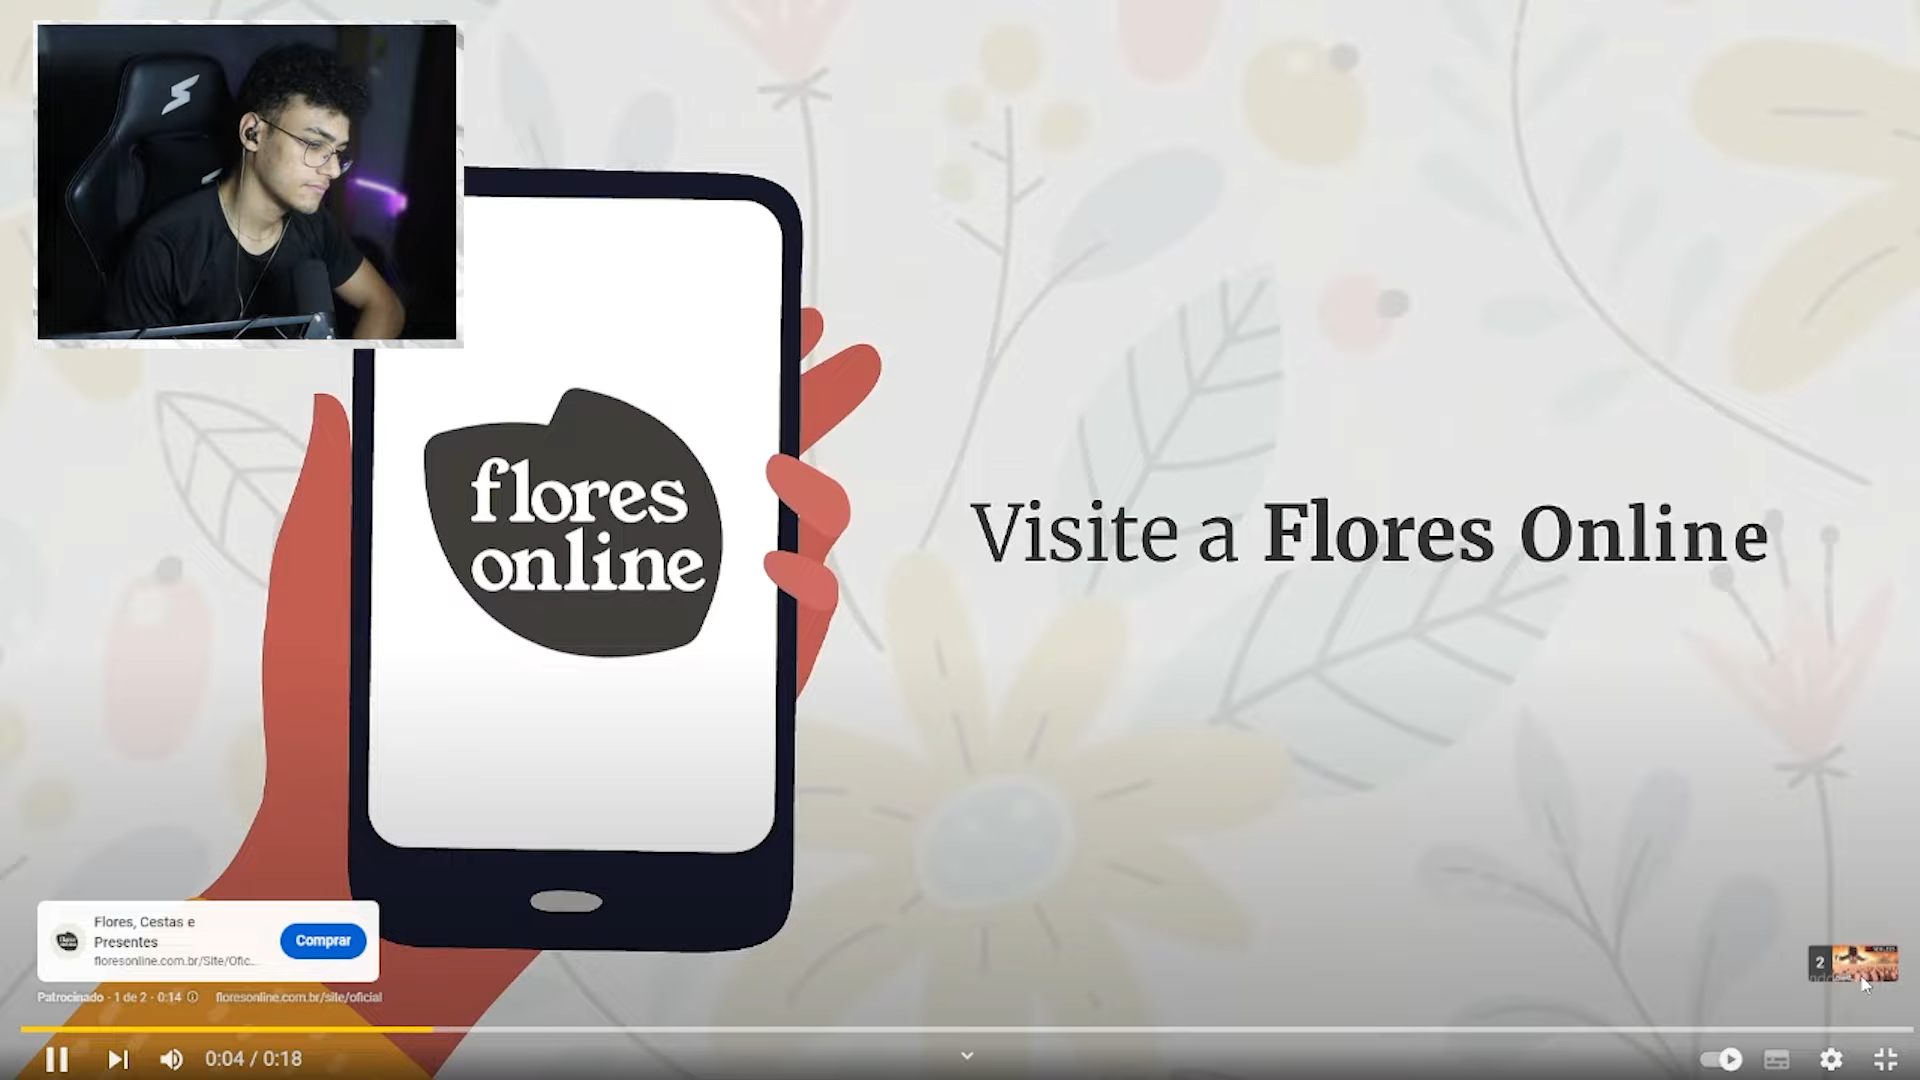 flores
online
Visite a Flores Online
Flores, Cestas e
Presentes
floresonline.com.br/Site/Ofic...
Comprar
Patrocinado · 1 de 2 · 0:14
floresonline.com.br/site/oficial
2
0:04 / 0:18